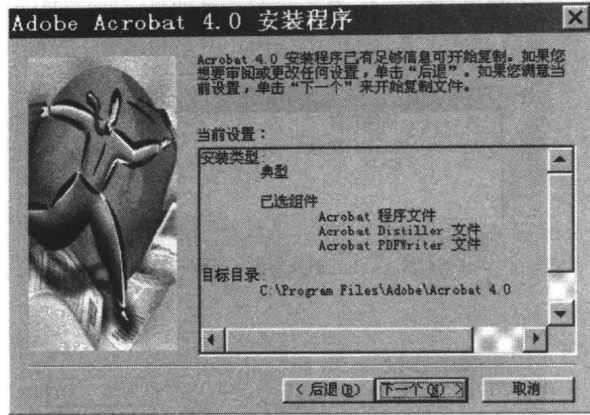 Adobe Acrobat 4.0 安装程序
Acrobat 4.0 安装程序已有足够信息可开始复制。如果您
想要审阅或更改任何设置，单击“后退”。如果您满意当
前设置，单击“下一个”来开始复制文件。
当前设置：
安装类型:
典型
已选组件
Acrobat 程序文件
Acrobat Distiller 文件
Acrobat PDFWriter 文件
目标目录:
C:\Program Files\Adobe\Acrobat 4.0
< 后退(B)
下一个(N) >
取消